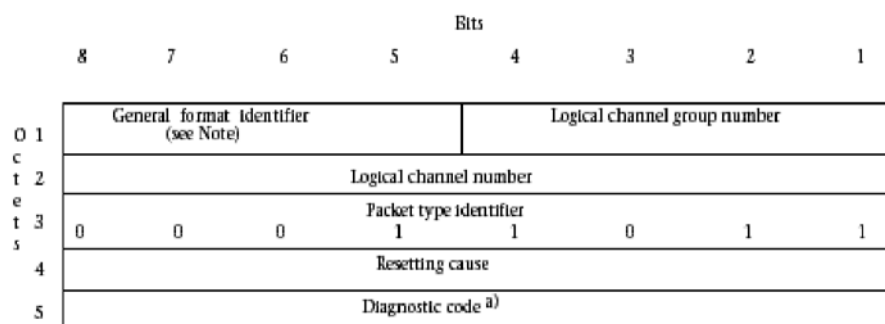 Bits
8 7 6 5 4 3 2 1
Octets
1 General format identifier Logical channel group number
(see Note)
2 Logical channel number
Packet type identifier
3 0 0 0 1 1 0 1 1
4 Resetting cause
5 Diagnostic code a)